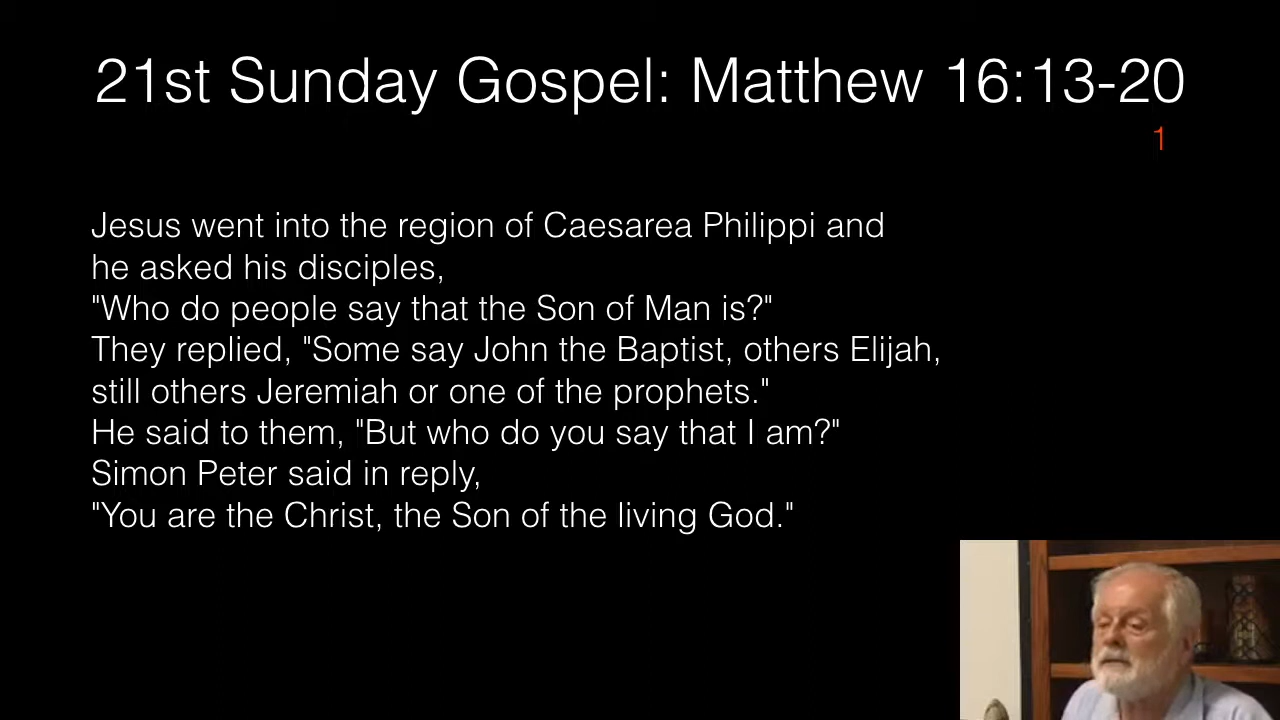 21st Sunday Gospel: Matthew 16:13-20
1
Jesus went into the region of Caesarea Philippi and
he asked his disciples,
"Who do people say that the Son of Man is?"
They replied, "Some say John the Baptist, others Elijah,
still others Jeremiah or one of the prophets."
He said to them, "But who do you say that I am?"
Simon Peter said in reply,
"You are the Christ, the Son of the living God."